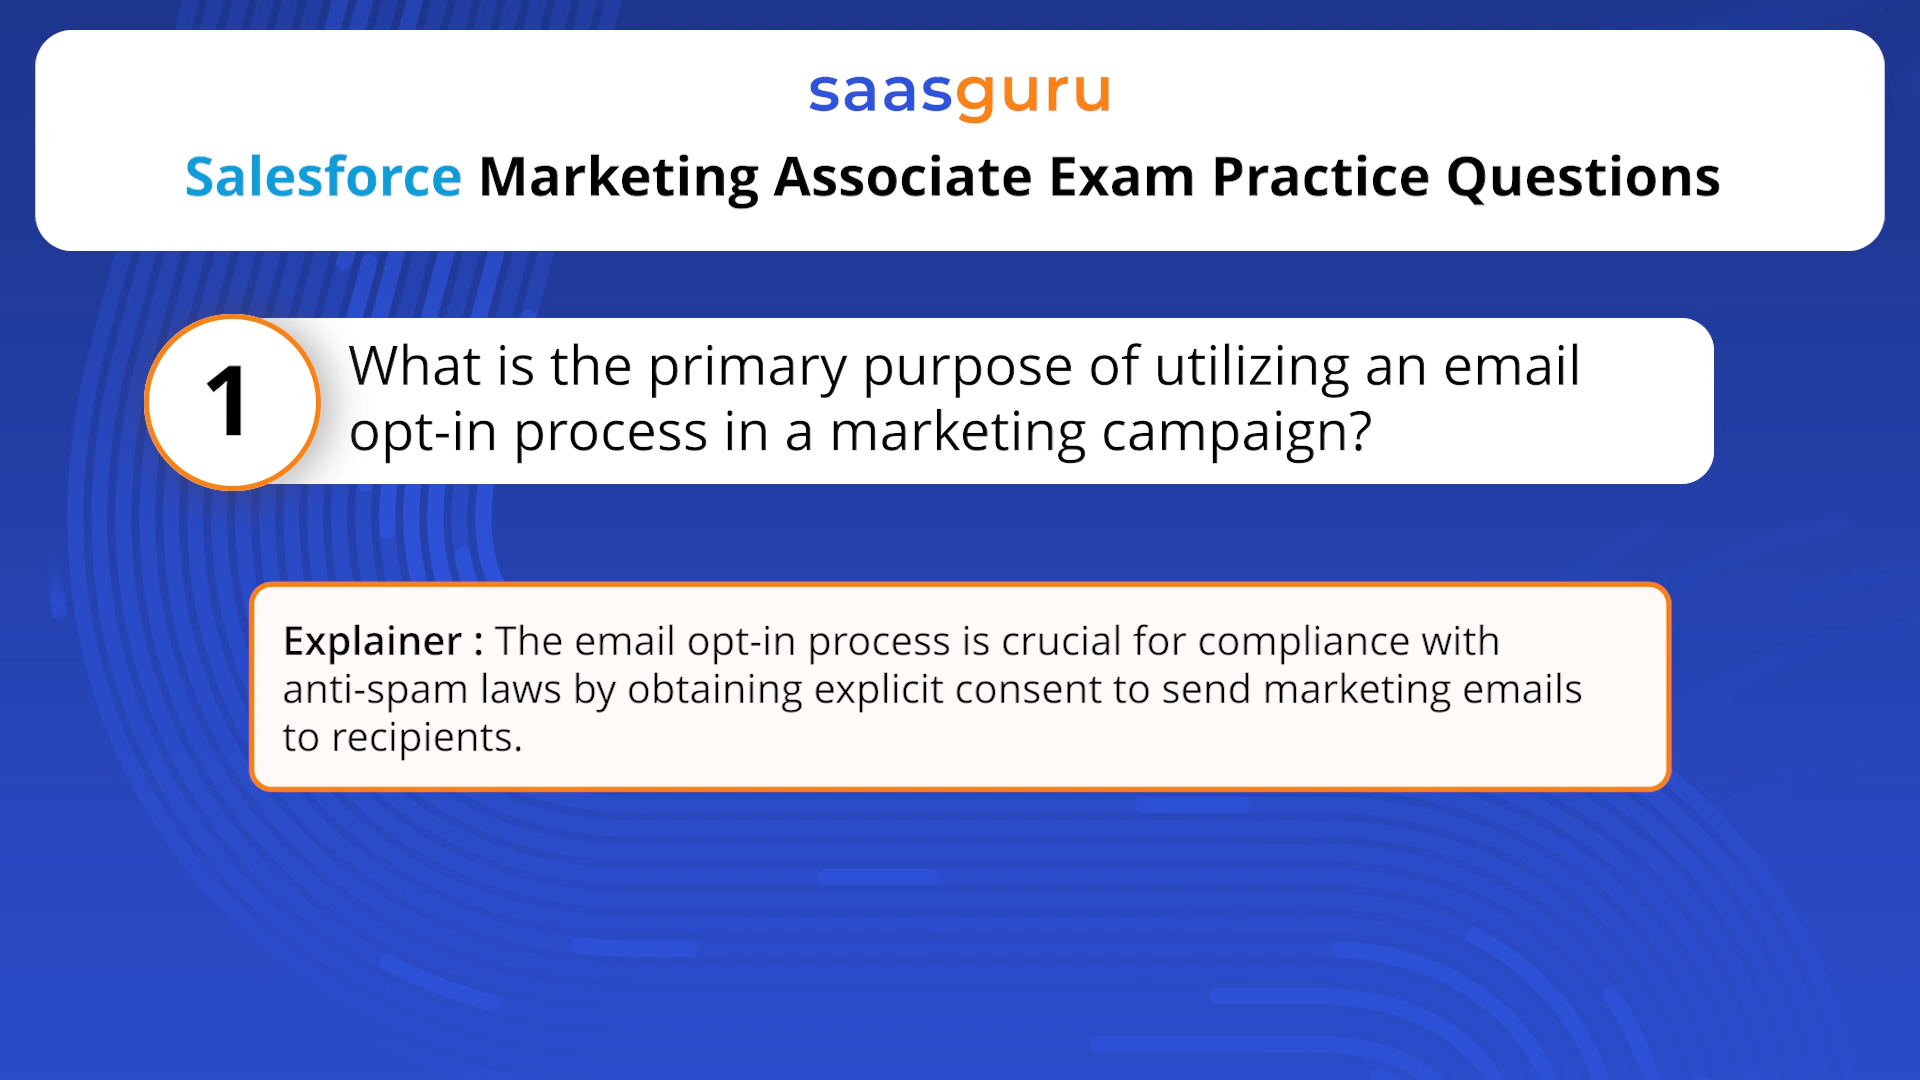 saasguru
Salesforce Marketing Associate Exam Practice Questions
1
What is the primary purpose of utilizing an email
opt-in process in a marketing campaign?
Explainer : The email opt-in process is crucial for compliance with
anti-spam laws by obtaining explicit consent to send marketing emails
to recipients.